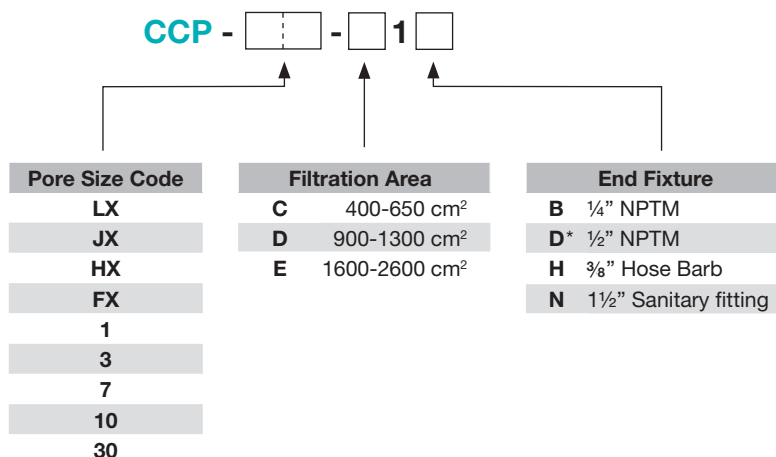 CCP - - 1
Pore Size Code
LX
JX
HX
FX
1
3
7
10
30
Filtration Area
C 400-650 cm²
D 900-1300 cm²
E 1600-2600 cm²
End Fixture
B ¼” NPTM
D* ½” NPTM
H ⅜” Hose Barb
N 1½” Sanitary fitting